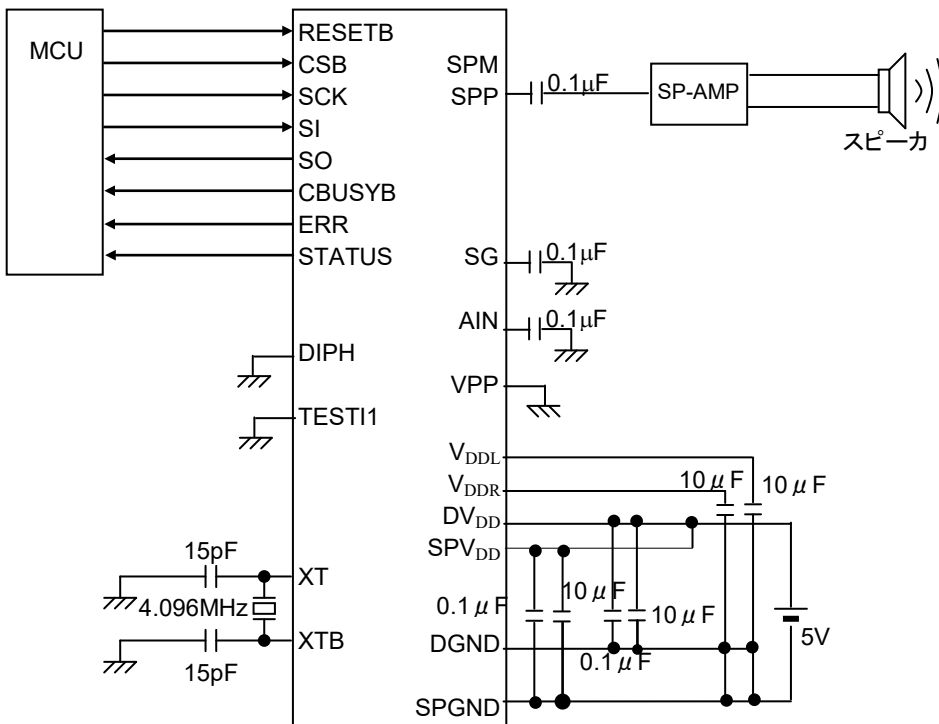 MCU
RESETB
CSB
SCK
SI
SO
CBUSYB
ERR
STATUS
DIPH
TESTI1
15pF
XT
4.096MHz
XTB
15pF
SPM
SPP
0.1μF
SP-AMP
スピーカ
SG
0.1μF
AIN
0.1μF
VPP
VDDL
VDDR
10μF
10μF
DVDD
SPVDD
0.1μF
10μF
10μF
0.1μF
5V
DGND
SPGND